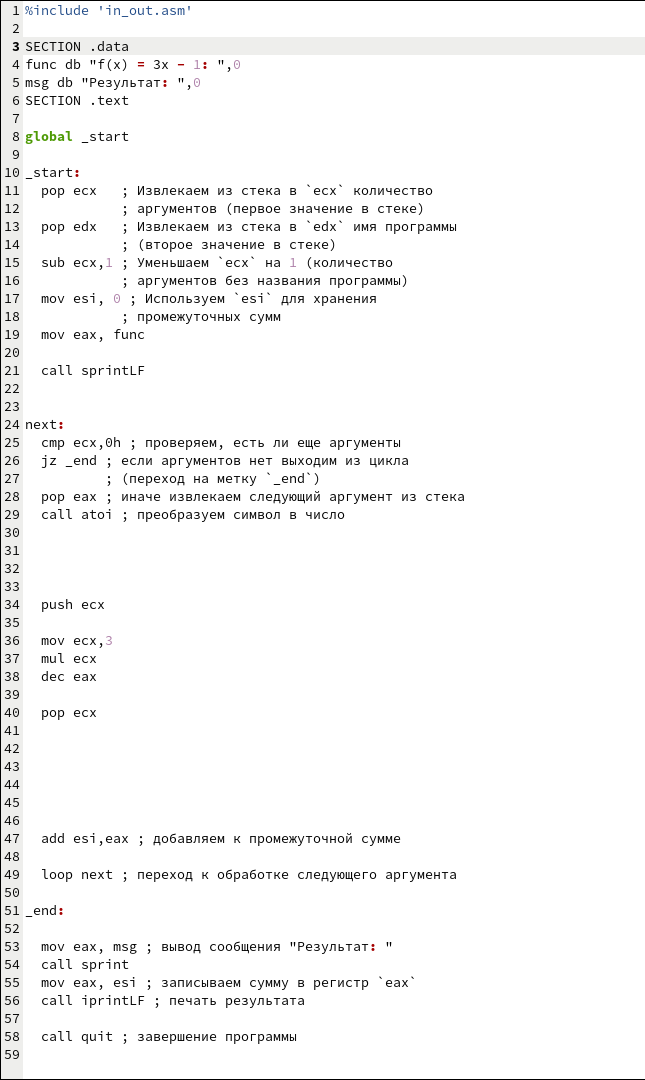 1 %include 'in_out.asm'
2
3 SECTION .data
4 func db "f(x) = 3x - 1: ",0
5 msg db "Результат: ",0
6 SECTION .text
7
8 global _start
9
10 _start:
11 pop ecx ; Извлекаем из стека в `ecx` количество
12 ; аргументов (первое значение в стеке)
13 pop edx ; Извлекаем из стека в `edx` имя программы
14 ; (второе значение в стеке)
15 sub ecx,1 ; Уменьшаем `ecx` на 1 (количество
16 ; аргументов без названия программы)
17 mov esi, 0 ; Используем `esi` для хранения
18 ; промежуточных сумм
19 mov eax, func
20
21 call sprintLF
22
23
24 next:
25 cmp ecx,0h ; проверяем, есть ли еще аргументы
26 jz _end ; если аргументов нет выходим из цикла
27 ; (переход на метку `_end`)
28 pop eax ; иначе извлекаем следующий аргумент из стека
29 call atoi ; преобразуем символ в число
30
31
32
33
34 push ecx
35
36 mov ecx,3
37 mul ecx
38 dec eax
39
40 pop ecx
41
42
43
44
45
46
47 add esi,eax ; добавляем к промежуточной сумме
48
49 loop next ; переход к обработке следующего аргумента
50
51 _end:
52
53 mov eax, msg ; вывод сообщения "Результат: "
54 call sprint
55 mov eax, esi ; записываем сумму в регистр `eax`
56 call iprintLF ; печать результата
57
58 call quit ; завершение программы
59